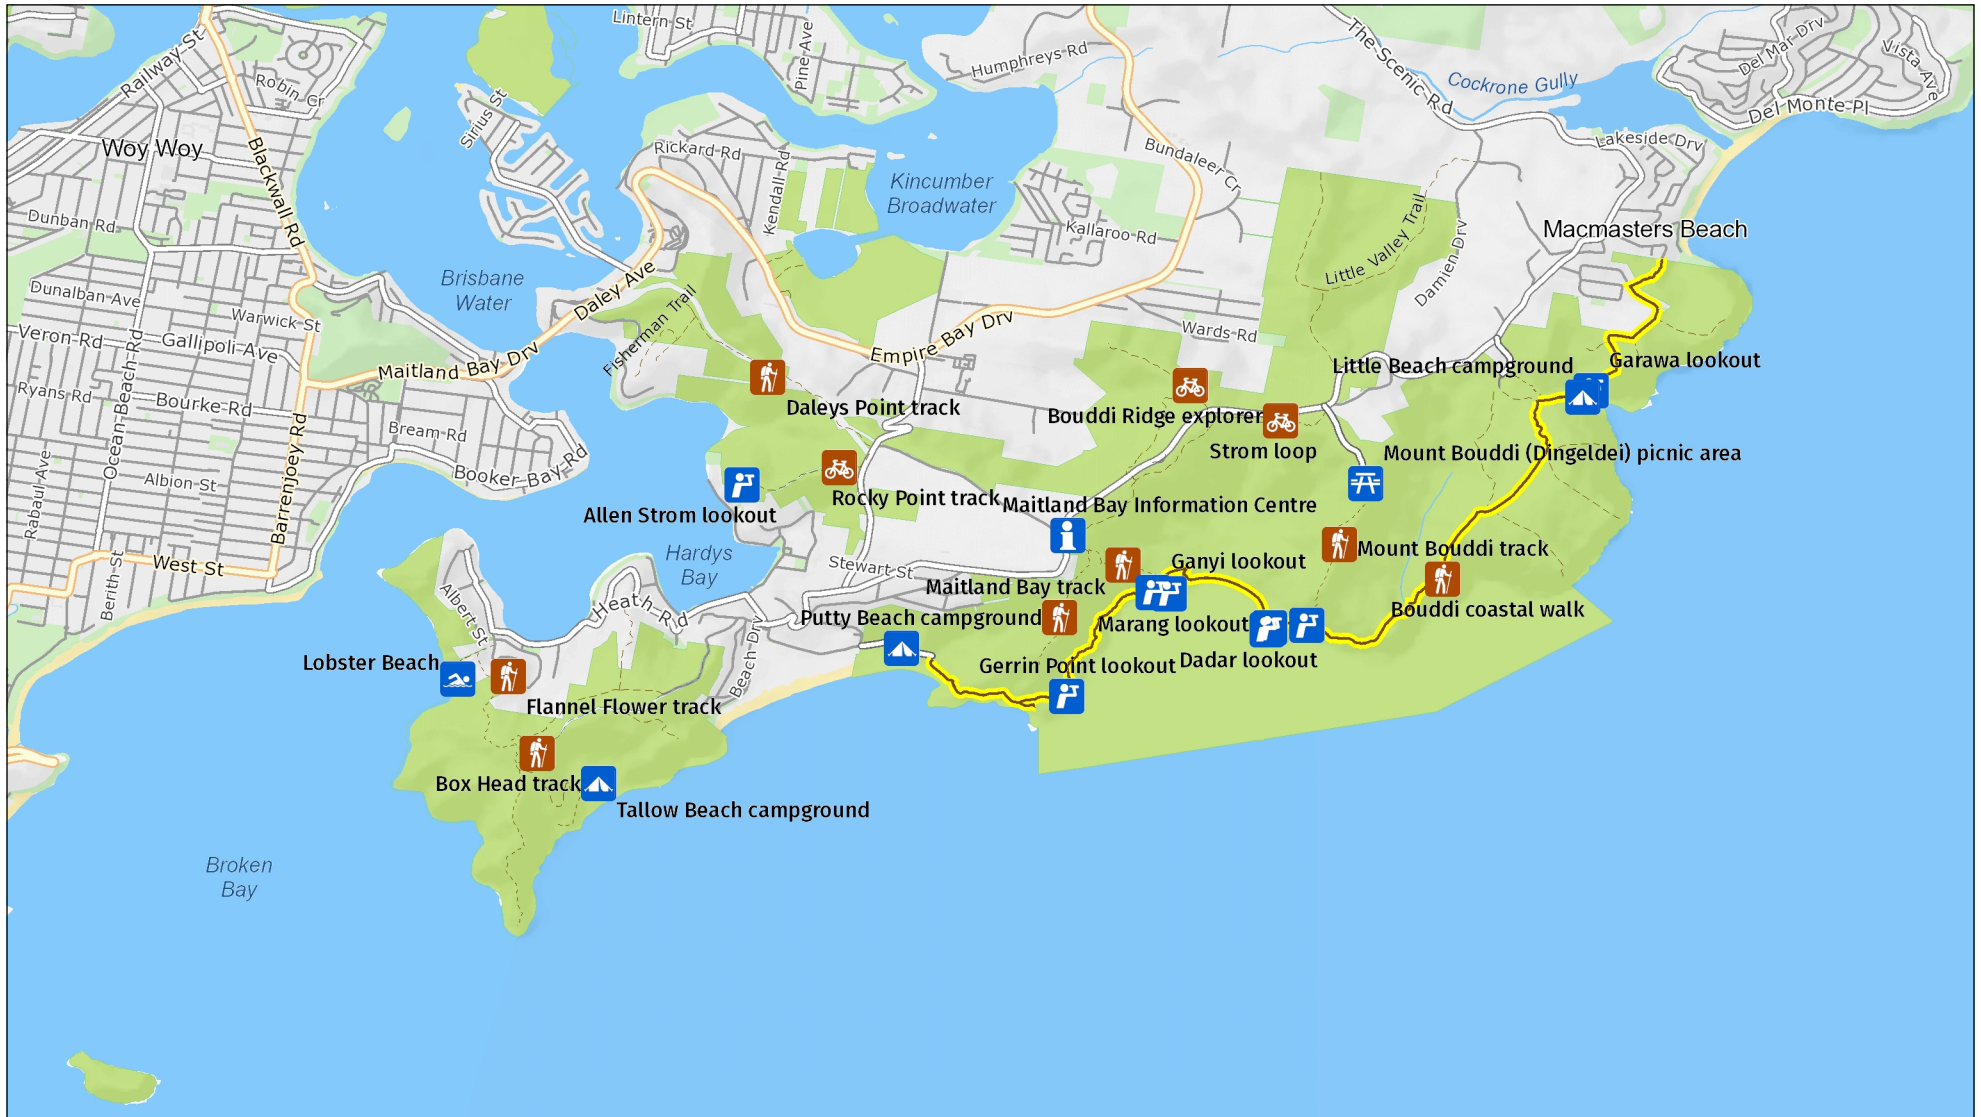 Lintern St
Pine Ave
Humphreys Rd
The Scenic Rd
Del Mar Drv
Vista Ave
Railway St
Robin Cr
Sirius St
Cockrone Gully
Del Monte Pl
Woy Woy
Blackwall Rd
Rickard Rd
Kendall Rd
Bundaleer Cr
Lakeside Drv
Kincumber
Broadwater
Dunban Rd
Kallaroo Rd
Little Valley Trail
Damien Drv
Macmasters Beach
Brisbane
Water
Daley Ave
Dunalban Ave
Warwick St
Fisherman Trail
Empire Bay Drv
Wards Rd
Veron Rd
Gallipoli Ave
Maitland Bay Drv
Little Beach campground
Garawa lookout
Ryans Rd
Ocean Beach Rd
Bourke Rd
Daleys Point track
Bouddi Ridge explorer
Bream Rd
Barrenjoey Rd
Strom loop
Mount Bouddi (Dingeldei) picnic area
Booker Bay Rd
Albion St
Rabaul Ave
Rocky Point track
Maitland Bay Information Centre
Allen Strom lookout
Hardys
Bay
Mount Bouddi track
West St
Stewart St
Ganyi lookout
Berith St
Maitland Bay track
Albert St
Heath Rd
Putty Beach campground
Marang lookout
Bouddi coastal walk
Beach Drv
Lobster Beach
Gerrin Point lookout
Dadar lookout
Flannel Flower track
Box Head track
Tallow Beach campground
Broken
Bay